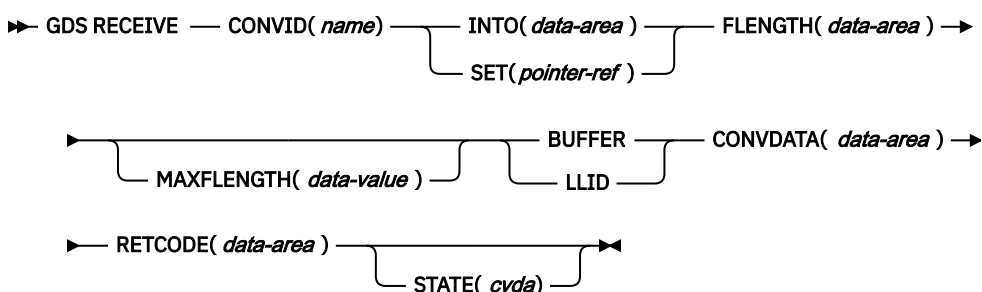 GDS RECEIVE CONVID( name) INTO( data-area ) FLENGTH( data-area )
SET( pointer-ref )
BUFFER CONVDATA( data-area )
MAXFLENGTH( data-value ) LLID
RETCODE( data-area )
STATE( cvda)